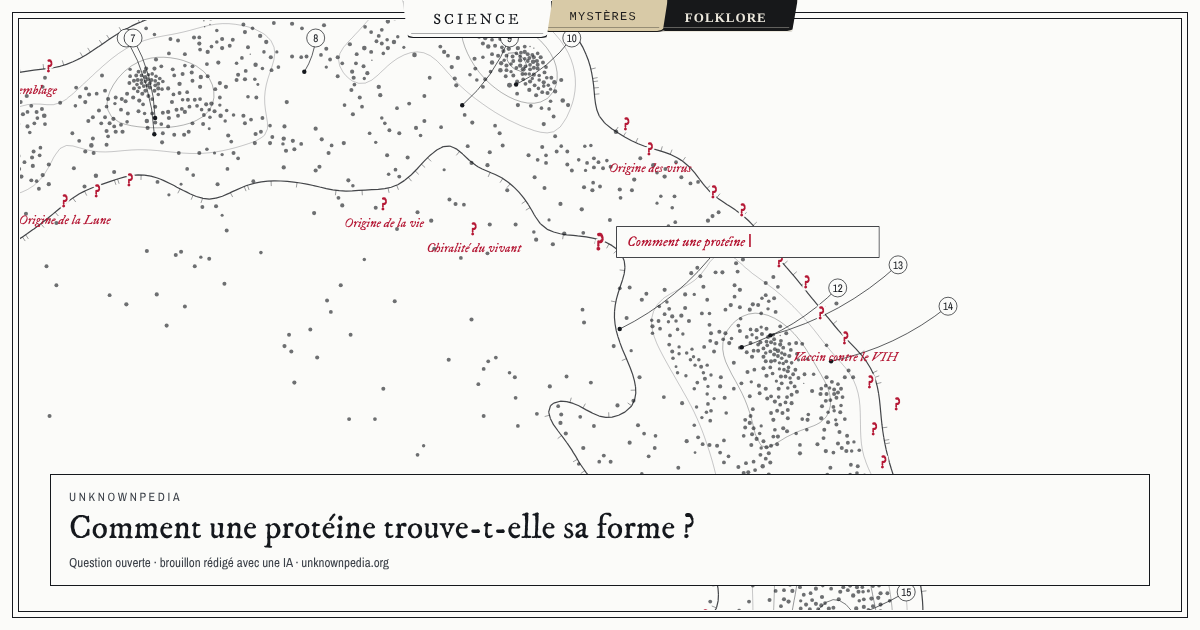 SCIENCE
MYSTÈRES
FOLKLORE
7
8
9
10
emblage
Origine des virus
Origine de la Lune
Origine de la vie
Chiralité du vivant
Comment une protéine
13
12
14
Vaccin contre le VIH
UNKNOWNPEDIA
Comment une protéine trouve-t-elle sa forme ?
Question ouverte · brouillon rédigé avec une IA · unknownpedia.org
15